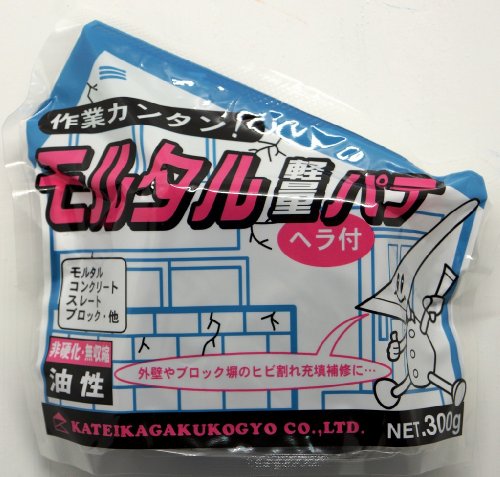 作業カンタン!
モルタル軽量パテ
ヘラ付
モルタル
コンクリート
スレート
ブロック・他
非硬化・無収縮
油性
外壁やブロック塀のヒビ割れ充填補修に…
KATEIKAGAKUKOGYO CO.,LTD.
NET.300g